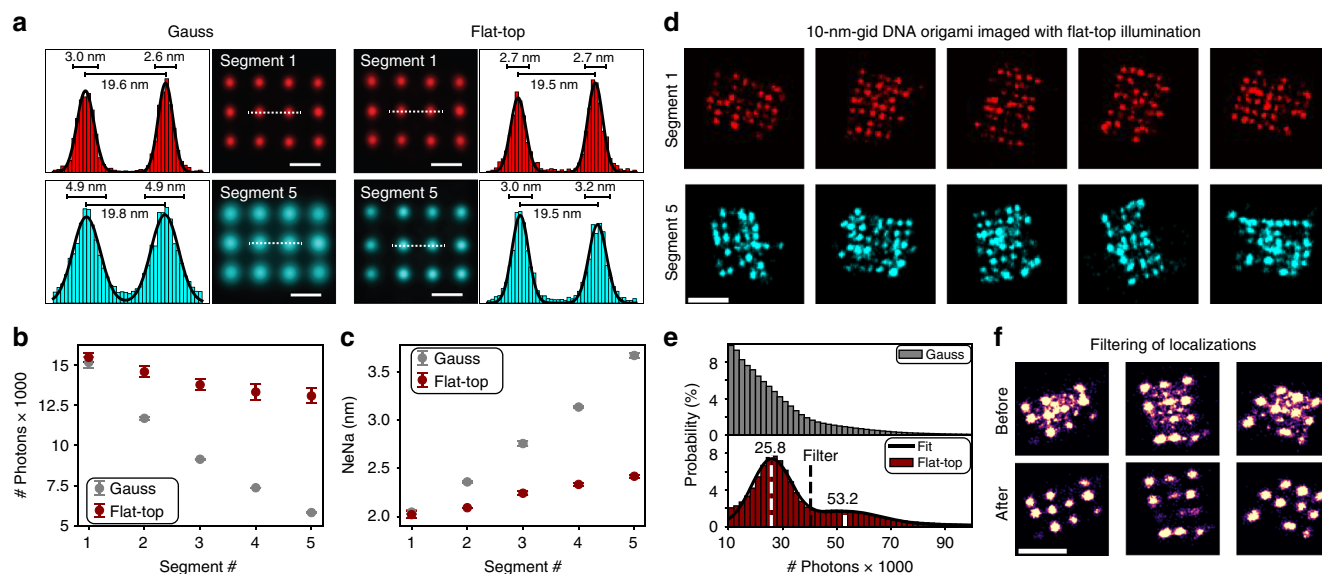 a
Gauss
Flat-top
3.0 nm
2.6 nm
19.6 nm
Segment 1
Segment 1
2.7 nm
2.7 nm
19.5 nm
4.9 nm
4.9 nm
19.8 nm
Segment 5
Segment 5
3.0 nm
3.2 nm
19.5 nm
d
10-nm-gid DNA origami imaged with flat-top illumination
Segment 1
Segment 5
b
# Photons × 1000
15
12.5
10
7.5
5
Gauss
Flat-top
1
2
3
4
5
Segment #
c
NeNa (nm)
3.5
3.0
2.5
2.0
Gauss
Flat-top
1
2
3
4
5
Segment #
e
Probability (%)
8
4
0
Gauss
8
4
0
25.8
Filter
53.2
Fit
Flat-top
10
40
70
100
# Photons × 1000
f
Filtering of localizations
Before
After